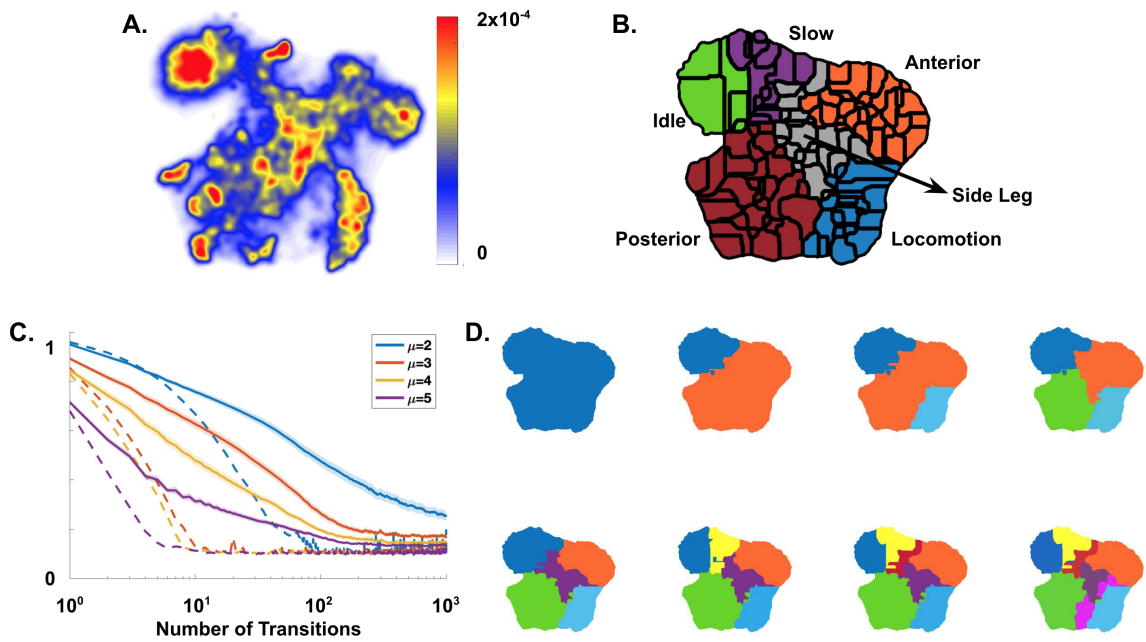 A.
2x10⁻⁴
0
B.
Slow
Anterior
Idle
Side Leg
Posterior
Locomotion
C.
1
0
μ=2
μ=3
μ=4
μ=5
10⁰ 10¹ 10² 10³
Number of Transitions
D.